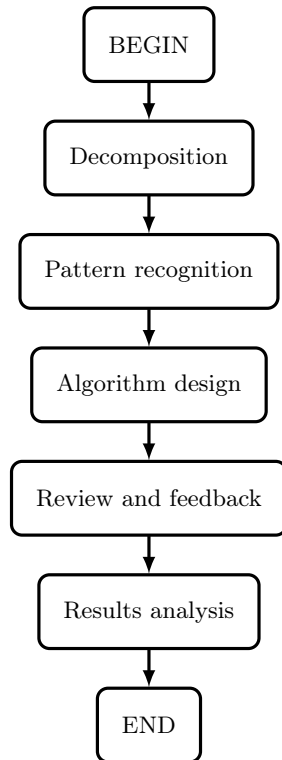 BEGIN
Decomposition
Pattern recognition
Algorithm design
Review and feedback
Results analysis
END